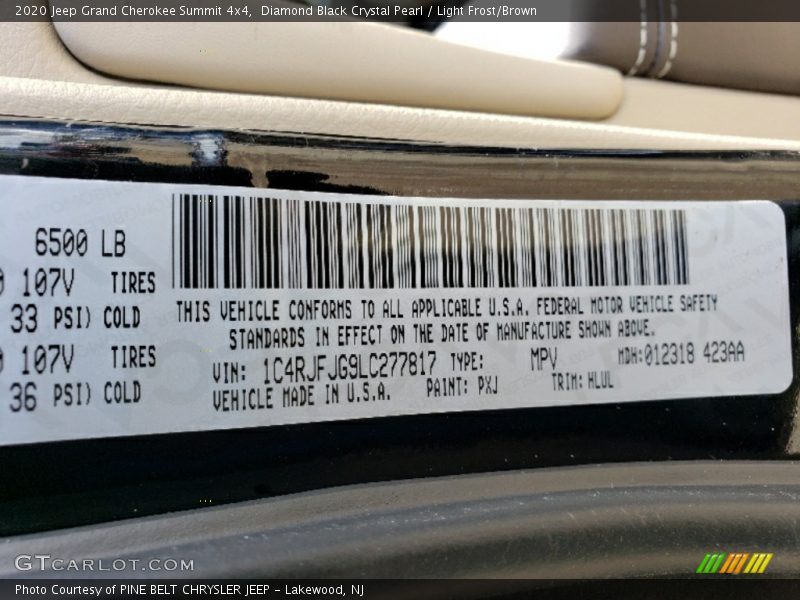 2020 Jeep Grand Cherokee Summit 4x4, Diamond Black Crystal Pearl / Light Frost/Brown
6500 LB
107V TIRES
33 PSI) COLD
107V TIRES
36 PSI) COLD
THIS VEHICLE CONFORMS TO ALL APPLICABLE U.S.A. FEDERAL MOTOR VEHICLE SAFETY
STANDARDS IN EFFECT ON THE DATE OF MANUFACTURE SHOWN ABOVE.
VIN: 1C4RJFJG9LC277817 TYPE: MPV MDH:012318 423AA
VEHICLE MADE IN U.S.A. PAINT: PXJ TRIM: HLUL
GTCARLOT.COM
Photo Courtesy of PINE BELT CHRYSLER JEEP - Lakewood, NJ